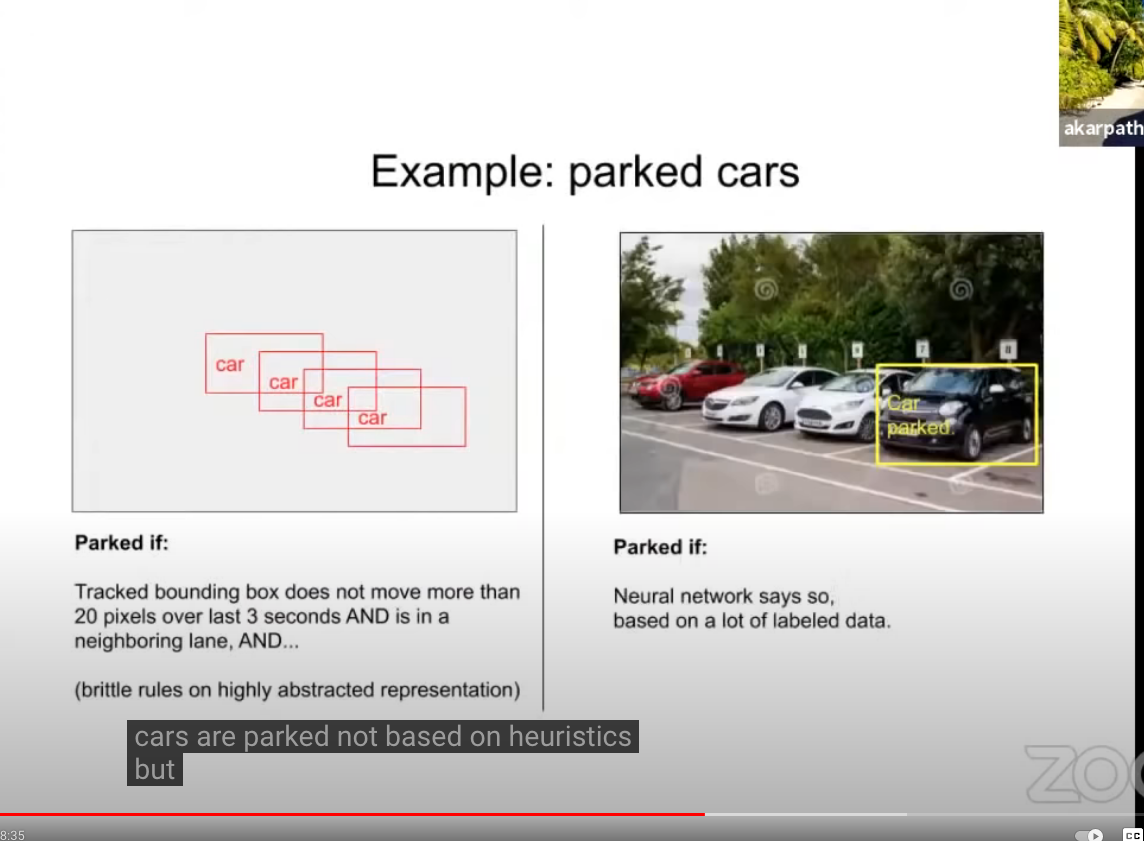 akarpath
Example: parked cars
car
car
car
car
7
8
Car
parked.
Parked if:
Tracked bounding box does not move more than
20 pixels over last 3 seconds AND is in a
neighboring lane, AND...
(brittle rules on highly abstracted representation)
Parked if:
Neural network says so,
based on a lot of labeled data.
cars are parked not based on heuristics
but
ZOO
8:35
CC